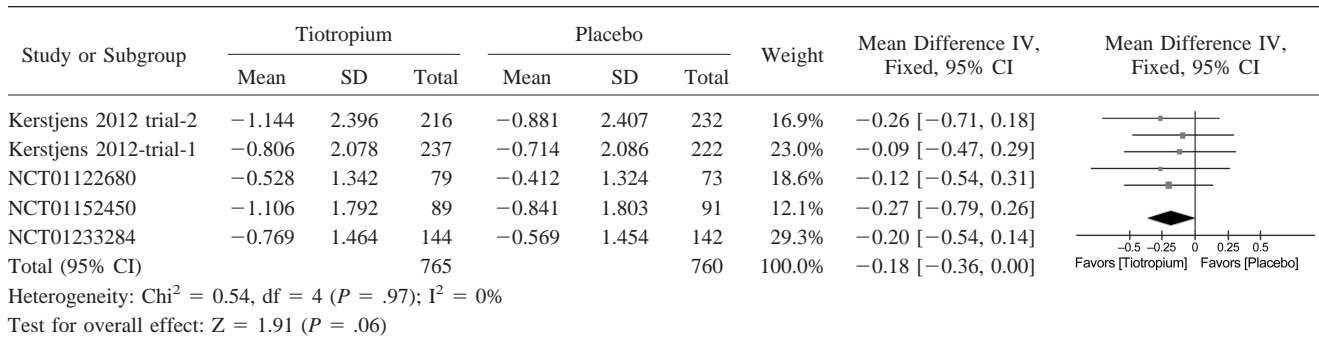 Study or Subgroup Tiotropium Placebo Weight Mean Difference IV, Fixed, 95% CI Mean Difference IV, Fixed, 95% CI
Mean SD Total Mean SD Total
Kerstjens 2012 trial-2 −1.144 2.396 216 −0.881 2.407 232 16.9% −0.26 [−0.71, 0.18]
Kerstjens 2012-trial-1 −0.806 2.078 237 −0.714 2.086 222 23.0% −0.09 [−0.47, 0.29]
NCT01122680 −0.528 1.342 79 −0.412 1.324 73 18.6% −0.12 [−0.54, 0.31]
NCT01152450 −1.106 1.792 89 −0.841 1.803 91 12.1% −0.27 [−0.79, 0.26]
NCT01233284 −0.769 1.464 144 −0.569 1.454 142 29.3% −0.20 [−0.54, 0.14]
Total (95% CI) 765 760 100.0% −0.18 [−0.36, 0.00]
-0.5 -0.25 0 0.25 0.5
Favors [Tiotropium] Favors [Placebo]
Heterogeneity: Chi² = 0.54, df = 4 (P = .97); I² = 0%
Test for overall effect: Z = 1.91 (P = .06)